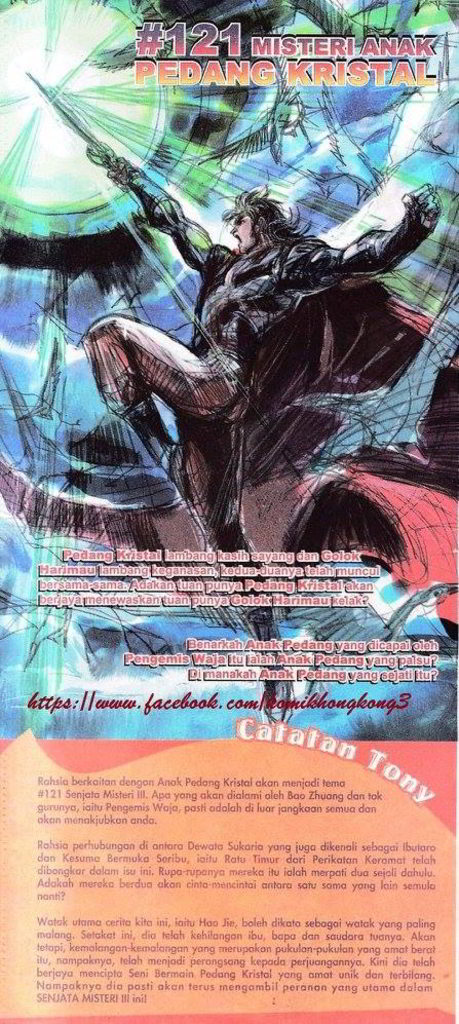 #121 MISTERI ANAK
PEDANG KRISTAL
Pedang Kristal lambang kasih sayang dan Golok
Harimau lambang keganasan, kedua-duanya telah muncul
bersama-sama. Adakah tuan punya Pedang Kristal akan
berjaya menewaskan tuan punya Golok Harimau kelak?
Benarkah Anak Pedang yang dicapai oleh
Pengemis Waja itu ialah Anak Pedang yang palsu?
Di manakah Anak Pedang yang sejati itu?
https://www.facebook.com/komikhongkong3
Catatan Tony
Rahsia berkaitan dengan Anak Pedang Kristal akan menjadi tema
#121 Senjata Misteri III. Apa yang akan dialami oleh Bao Zhuang dan tok
gurunya, iaitu Pengemis Waja, pasti adalah di luar jangkaan semua dan
akan menakjubkan anda.
Rahsia perhubungan di antara Dewata Sukaria yang juga dikenali sebagai Ibutaro
dan Kesuma Bermuka Seribu, iaitu Ratu Timur dari Perikatan Keramat telah
dibongkar dalam isu ini. Rupa-rupanya mereka itu ialah merpati dua sejoli dahulu.
Adakah mereka berdua akan cinta-mencintai antara satu sama yang lain semula
nanti?
Watak utama cerita kita ini, iaitu Hao Jie, boleh dikata sebagai watak yang paling
malang. Setakat ini, dia telah kehilangan ibu, bapa dan saudara tuanya. Akan
tetapi, kemalangan-kemalangan yang merupakan pukulan-pukulan yang amat berat
itu, nampaknya, telah menjadi perangsang kepada perjuangannya. Kini dia telah
berjaya mencipta Seni Bermain Pedang Kristal yang amat unik dan terbilang.
Nampaknya dia pasti akan terus mengambil peranan yang utama dalam
SENJATA MISTERI III ini!